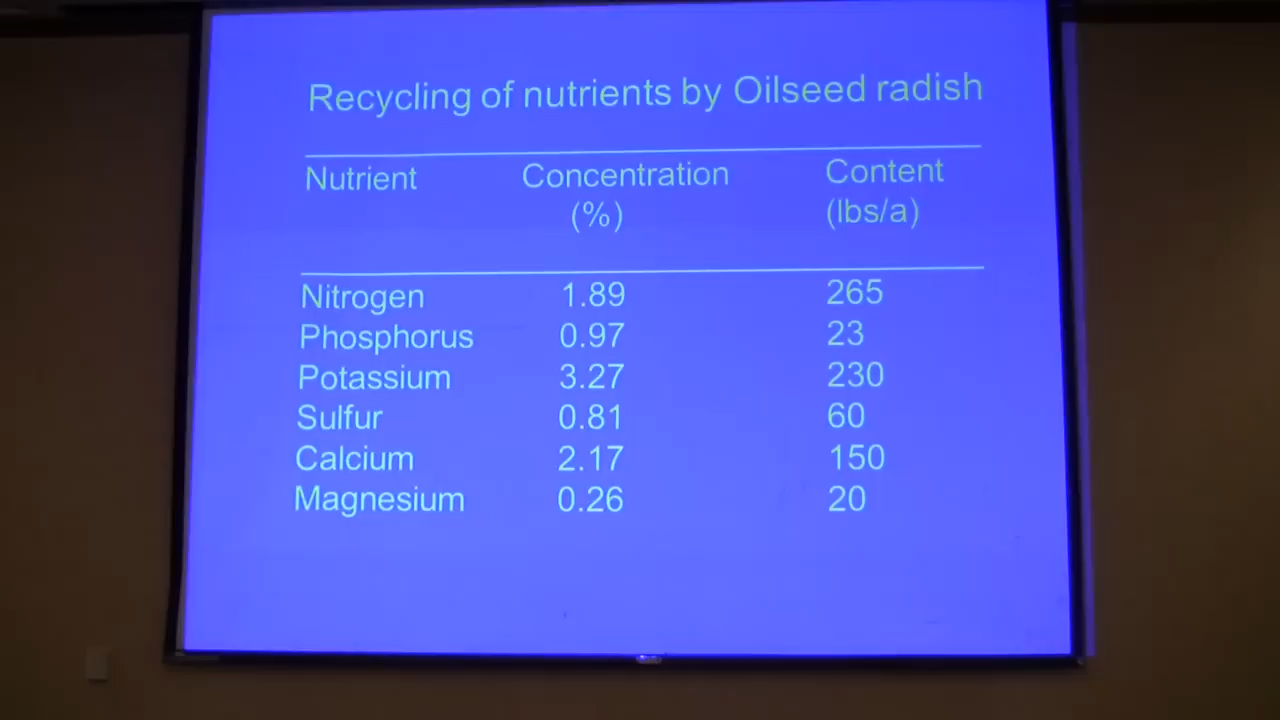 Recycling of nutrients by Oilseed radish
Nutrient Concentration Content
(%) (lbs/a)
Nitrogen 1.89 265
Phosphorus 0.97 23
Potassium 3.27 230
Sulfur 0.81 60
Calcium 2.17 150
Magnesium 0.26 20